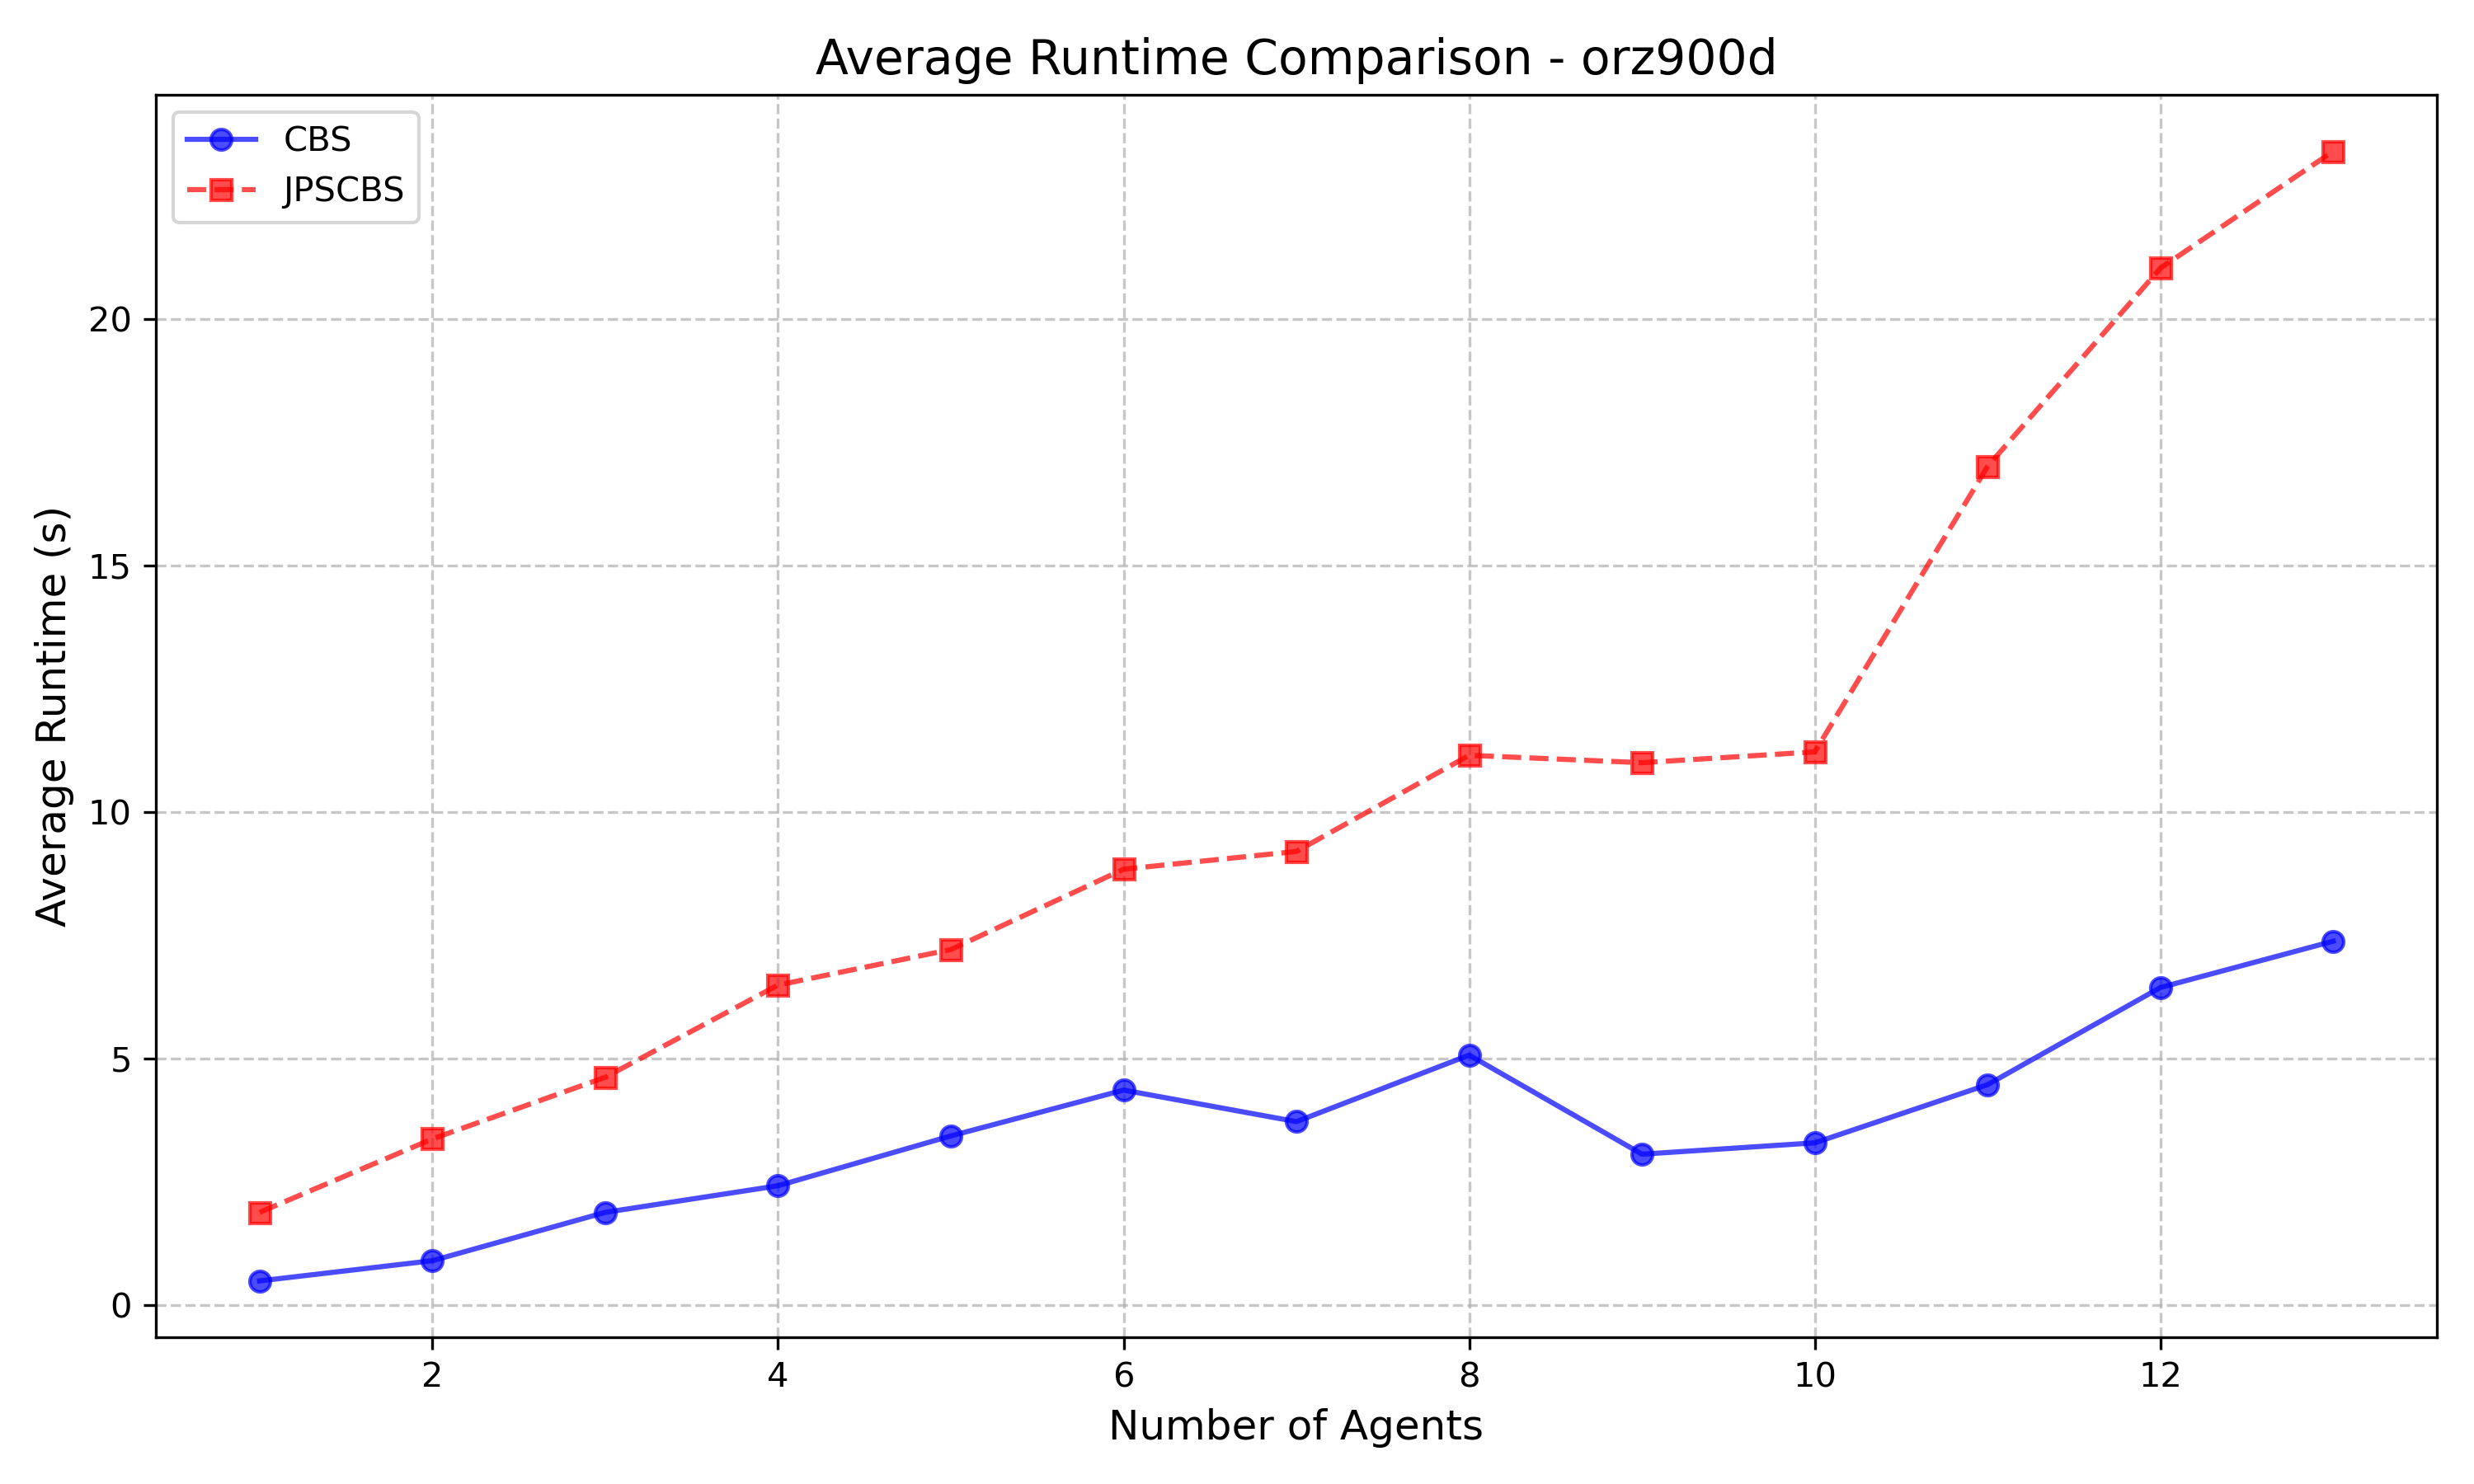 Average Runtime Comparison - orz900d
CBS
JPSCBS
Average Runtime (s)
20
15
10
5
0
2 4 6 8 10 12
Number of Agents